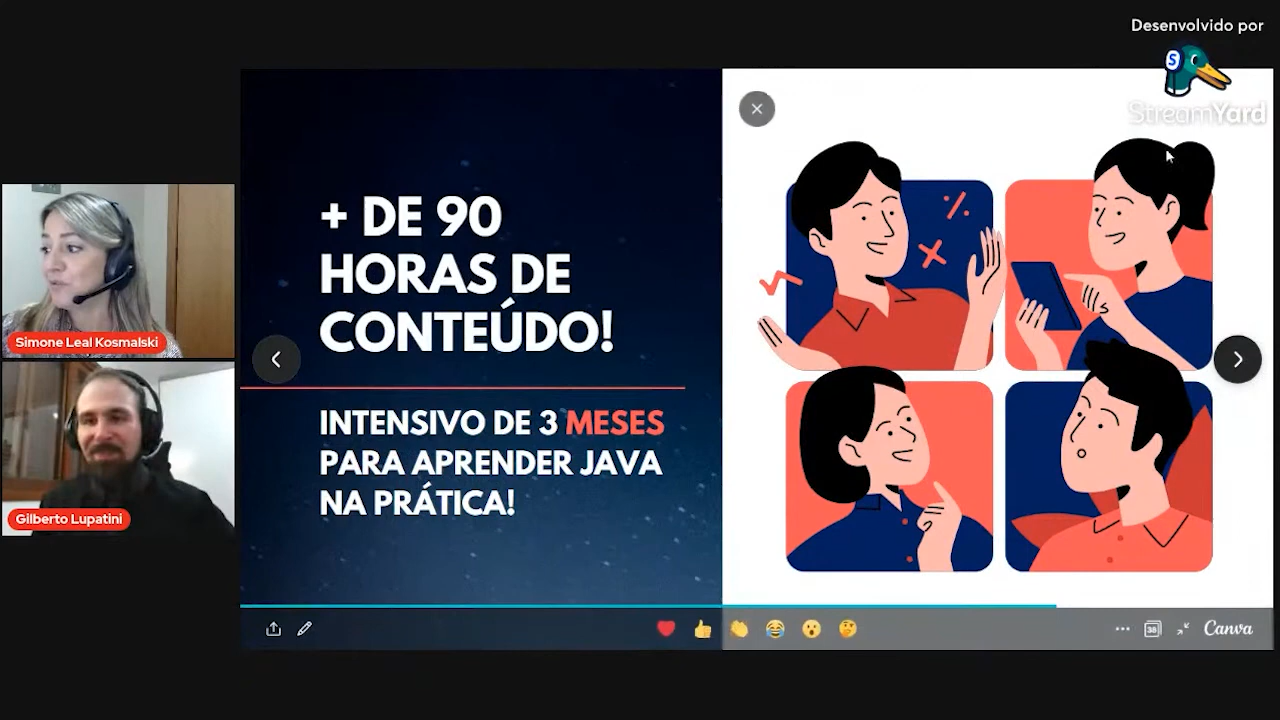 Desenvolvido por
S
StreamYard
+ DE 90
HORAS DE
CONTEÚDO!
INTENSIVO DE 3 MESES
PARA APRENDER JAVA
NA PRÁTICA!
Simone Leal Kosmalski
Gilberto Lupatini
38
Canva